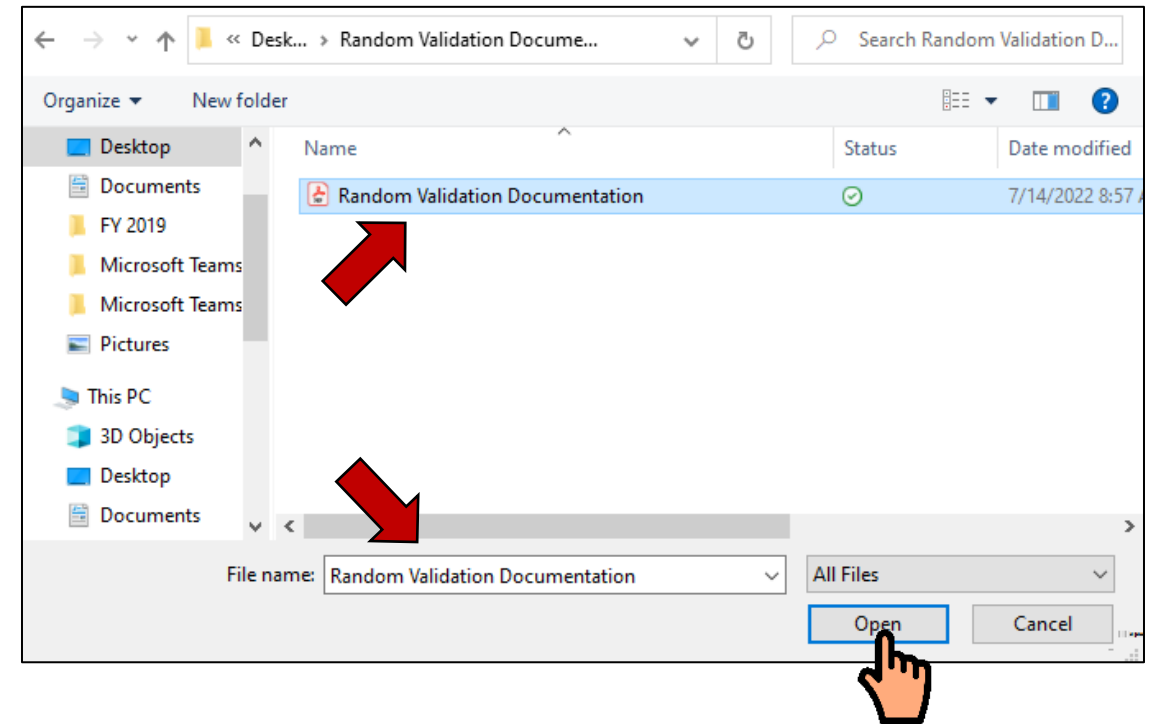 « Desk... › Random Validation Docume...
Search Random Validation D...
Organize
New folder
Name
Status
Date modified
Desktop
Documents
FY 2019
Microsoft Teams
Microsoft Teams
Pictures
This PC
3D Objects
Desktop
Documents
Random Validation Documentation
7/14/2022 8:57 A
File name:
Random Validation Documentation
All Files
Open
Cancel